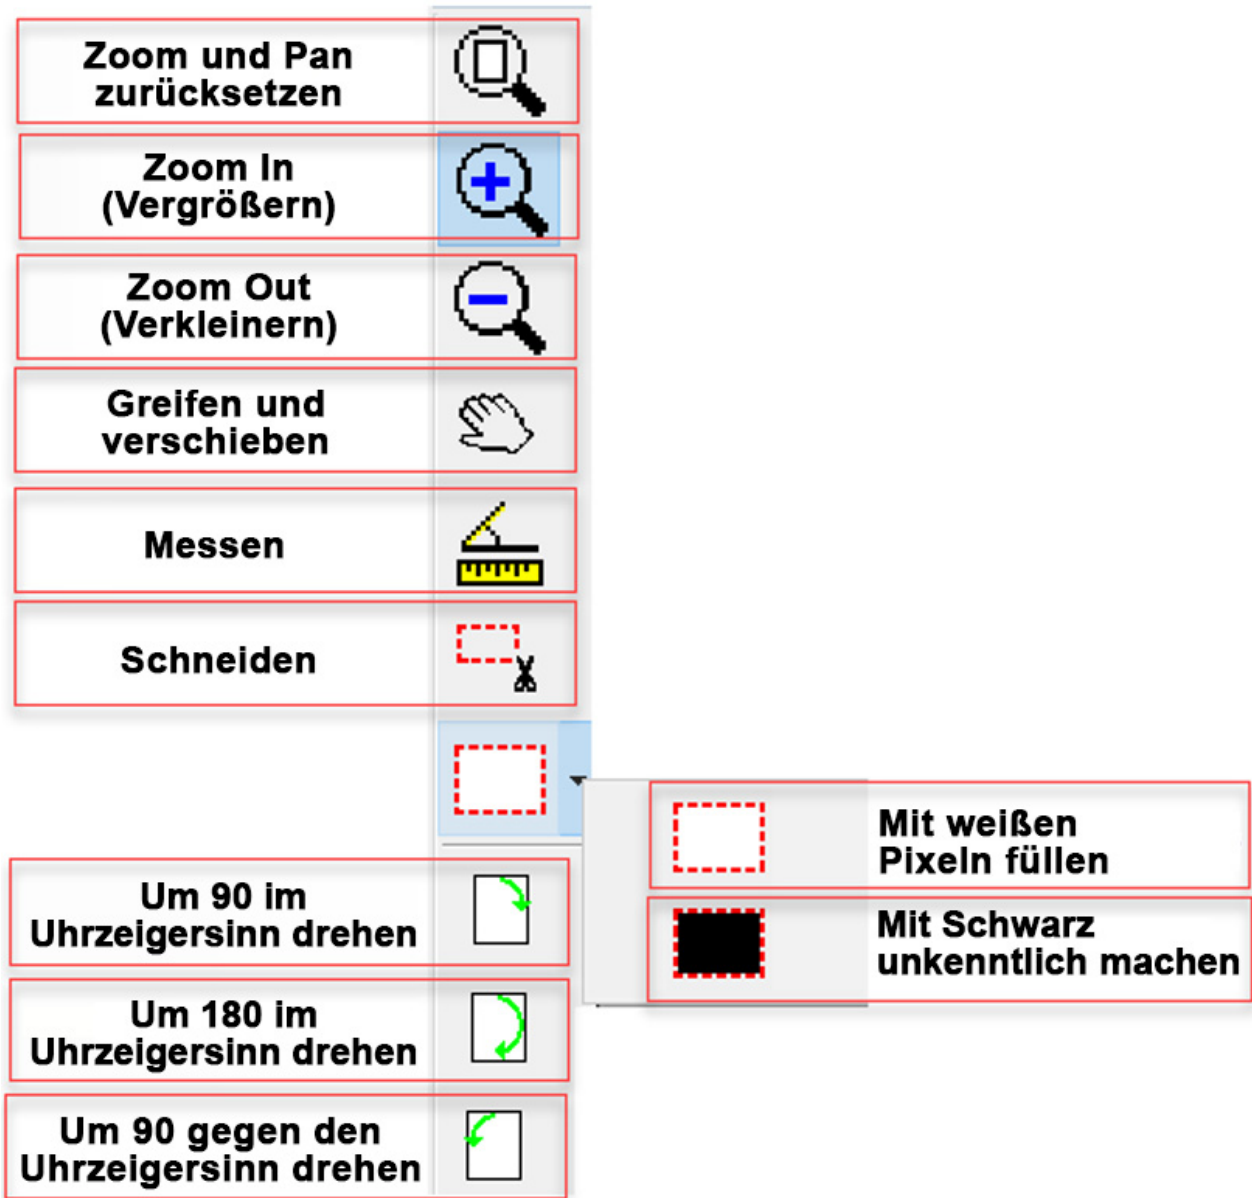 Zoom und Pan
zurücksetzen
Zoom In
(Vergrößern)
Zoom Out
(Verkleinern)
Greifen und
verschieben
Messen
Schneiden
Mit weißen
Pixeln füllen
Mit Schwarz
unkenntlich machen
Um 90 im
Uhrzeigersinn drehen
Um 180 im
Uhrzeigersinn drehen
Um 90 gegen den
Uhrzeigersinn drehen